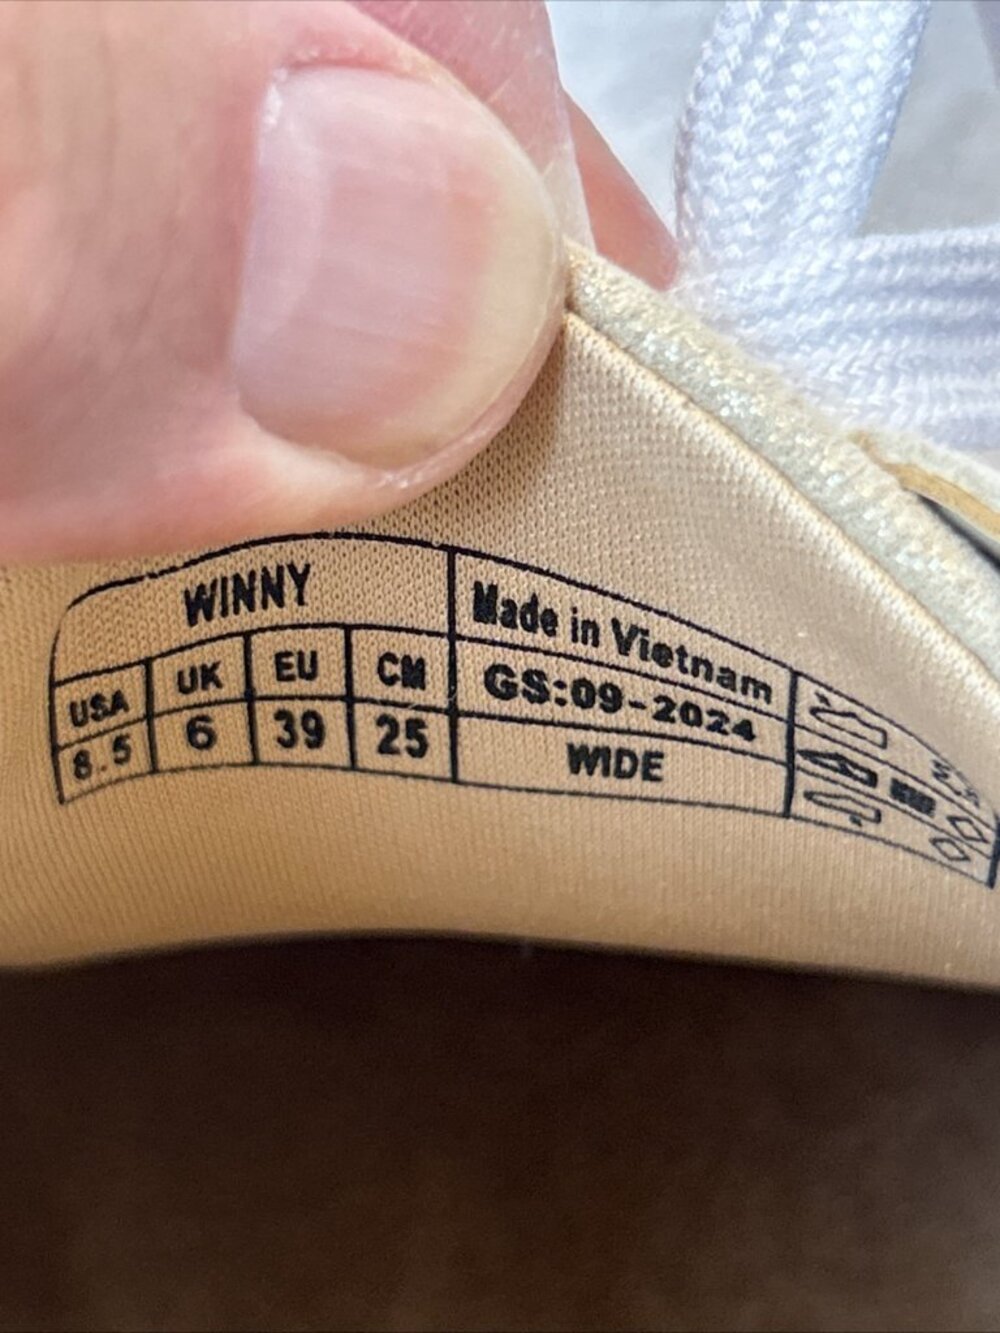 WINNY
Made in Vietnam
USA UK EU CM
GS:09-2024
8.5 6 39 25
WIDE